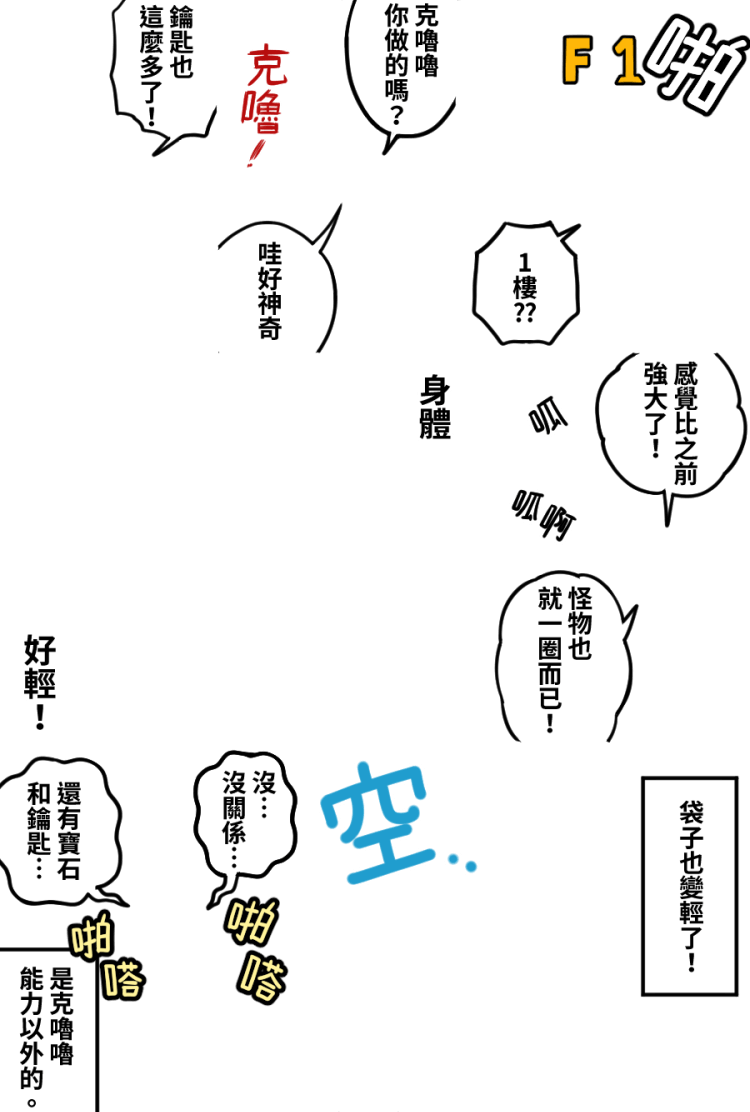 啪
F1
克嚕嚕
你做的嗎？
克嚕！
鑰匙也
這麼多了！
1樓??
哇好神奇
感覺比之前
強大了！
呱
呱啊
身體
怪物也
就一圈而已！
好輕！
袋子也變輕了！
空..
沒…
沒關係…
啪嗒
還有寶石
和鑰匙…
啪嗒
是克嚕嚕
能力以外的。